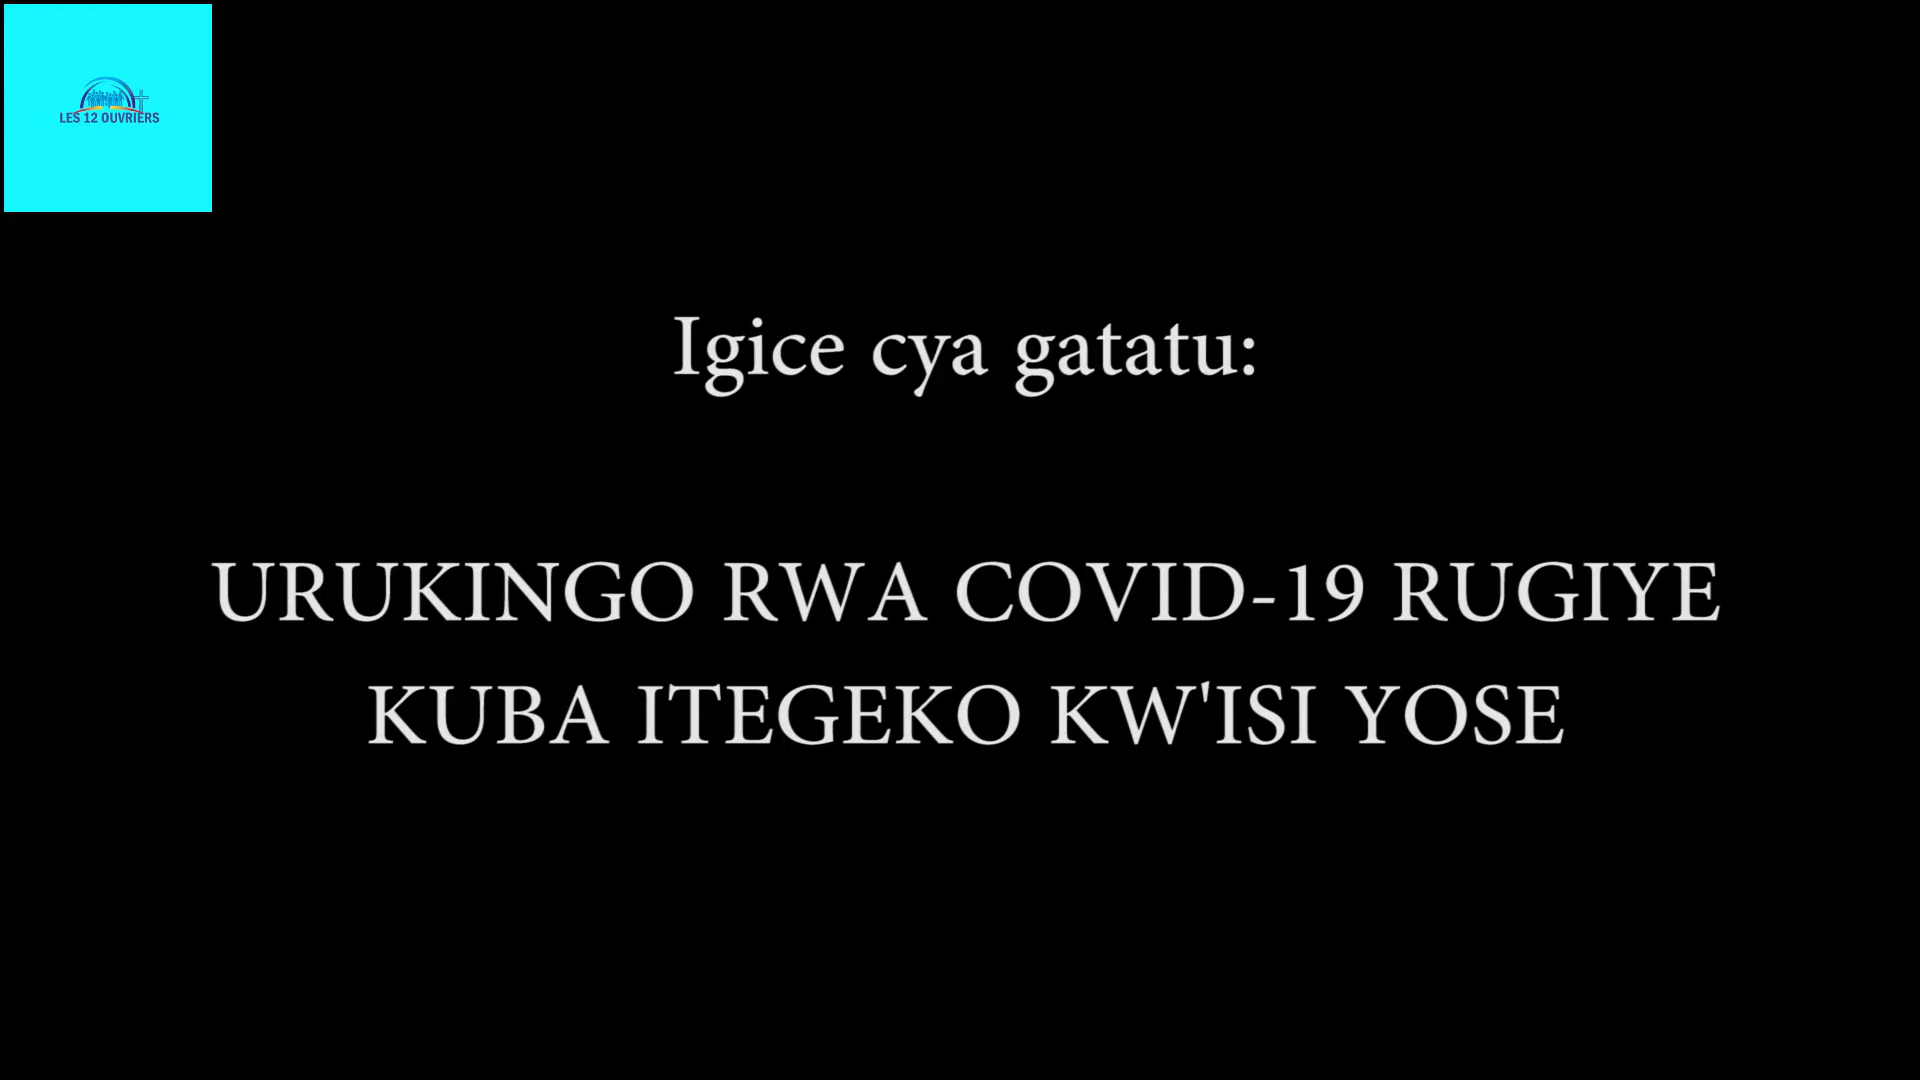 LES 12 OUVRIERS
Igice cya gatatu:
URUKINGO RWA COVID-19 RUGIYE
KUBA ITEGEKO KW'ISI YOSE